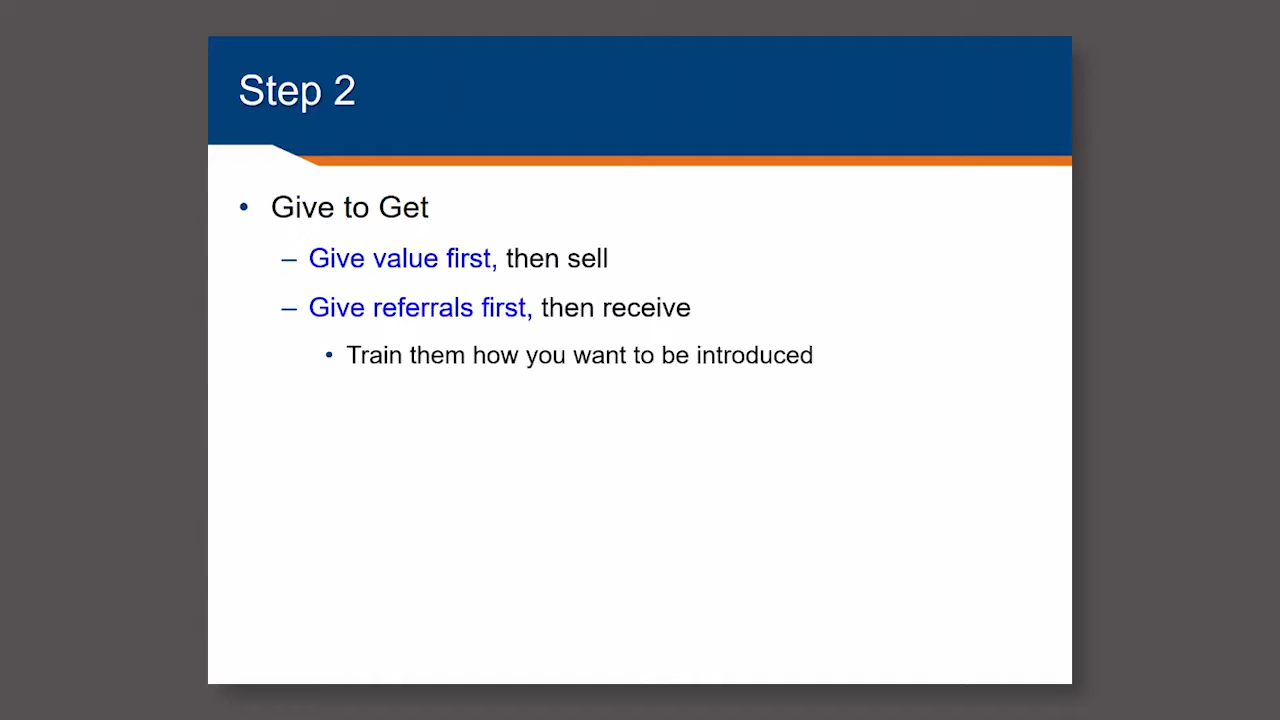 Step 2
• Give to Get
– Give value first, then sell
– Give referrals first, then receive
• Train them how you want to be introduced